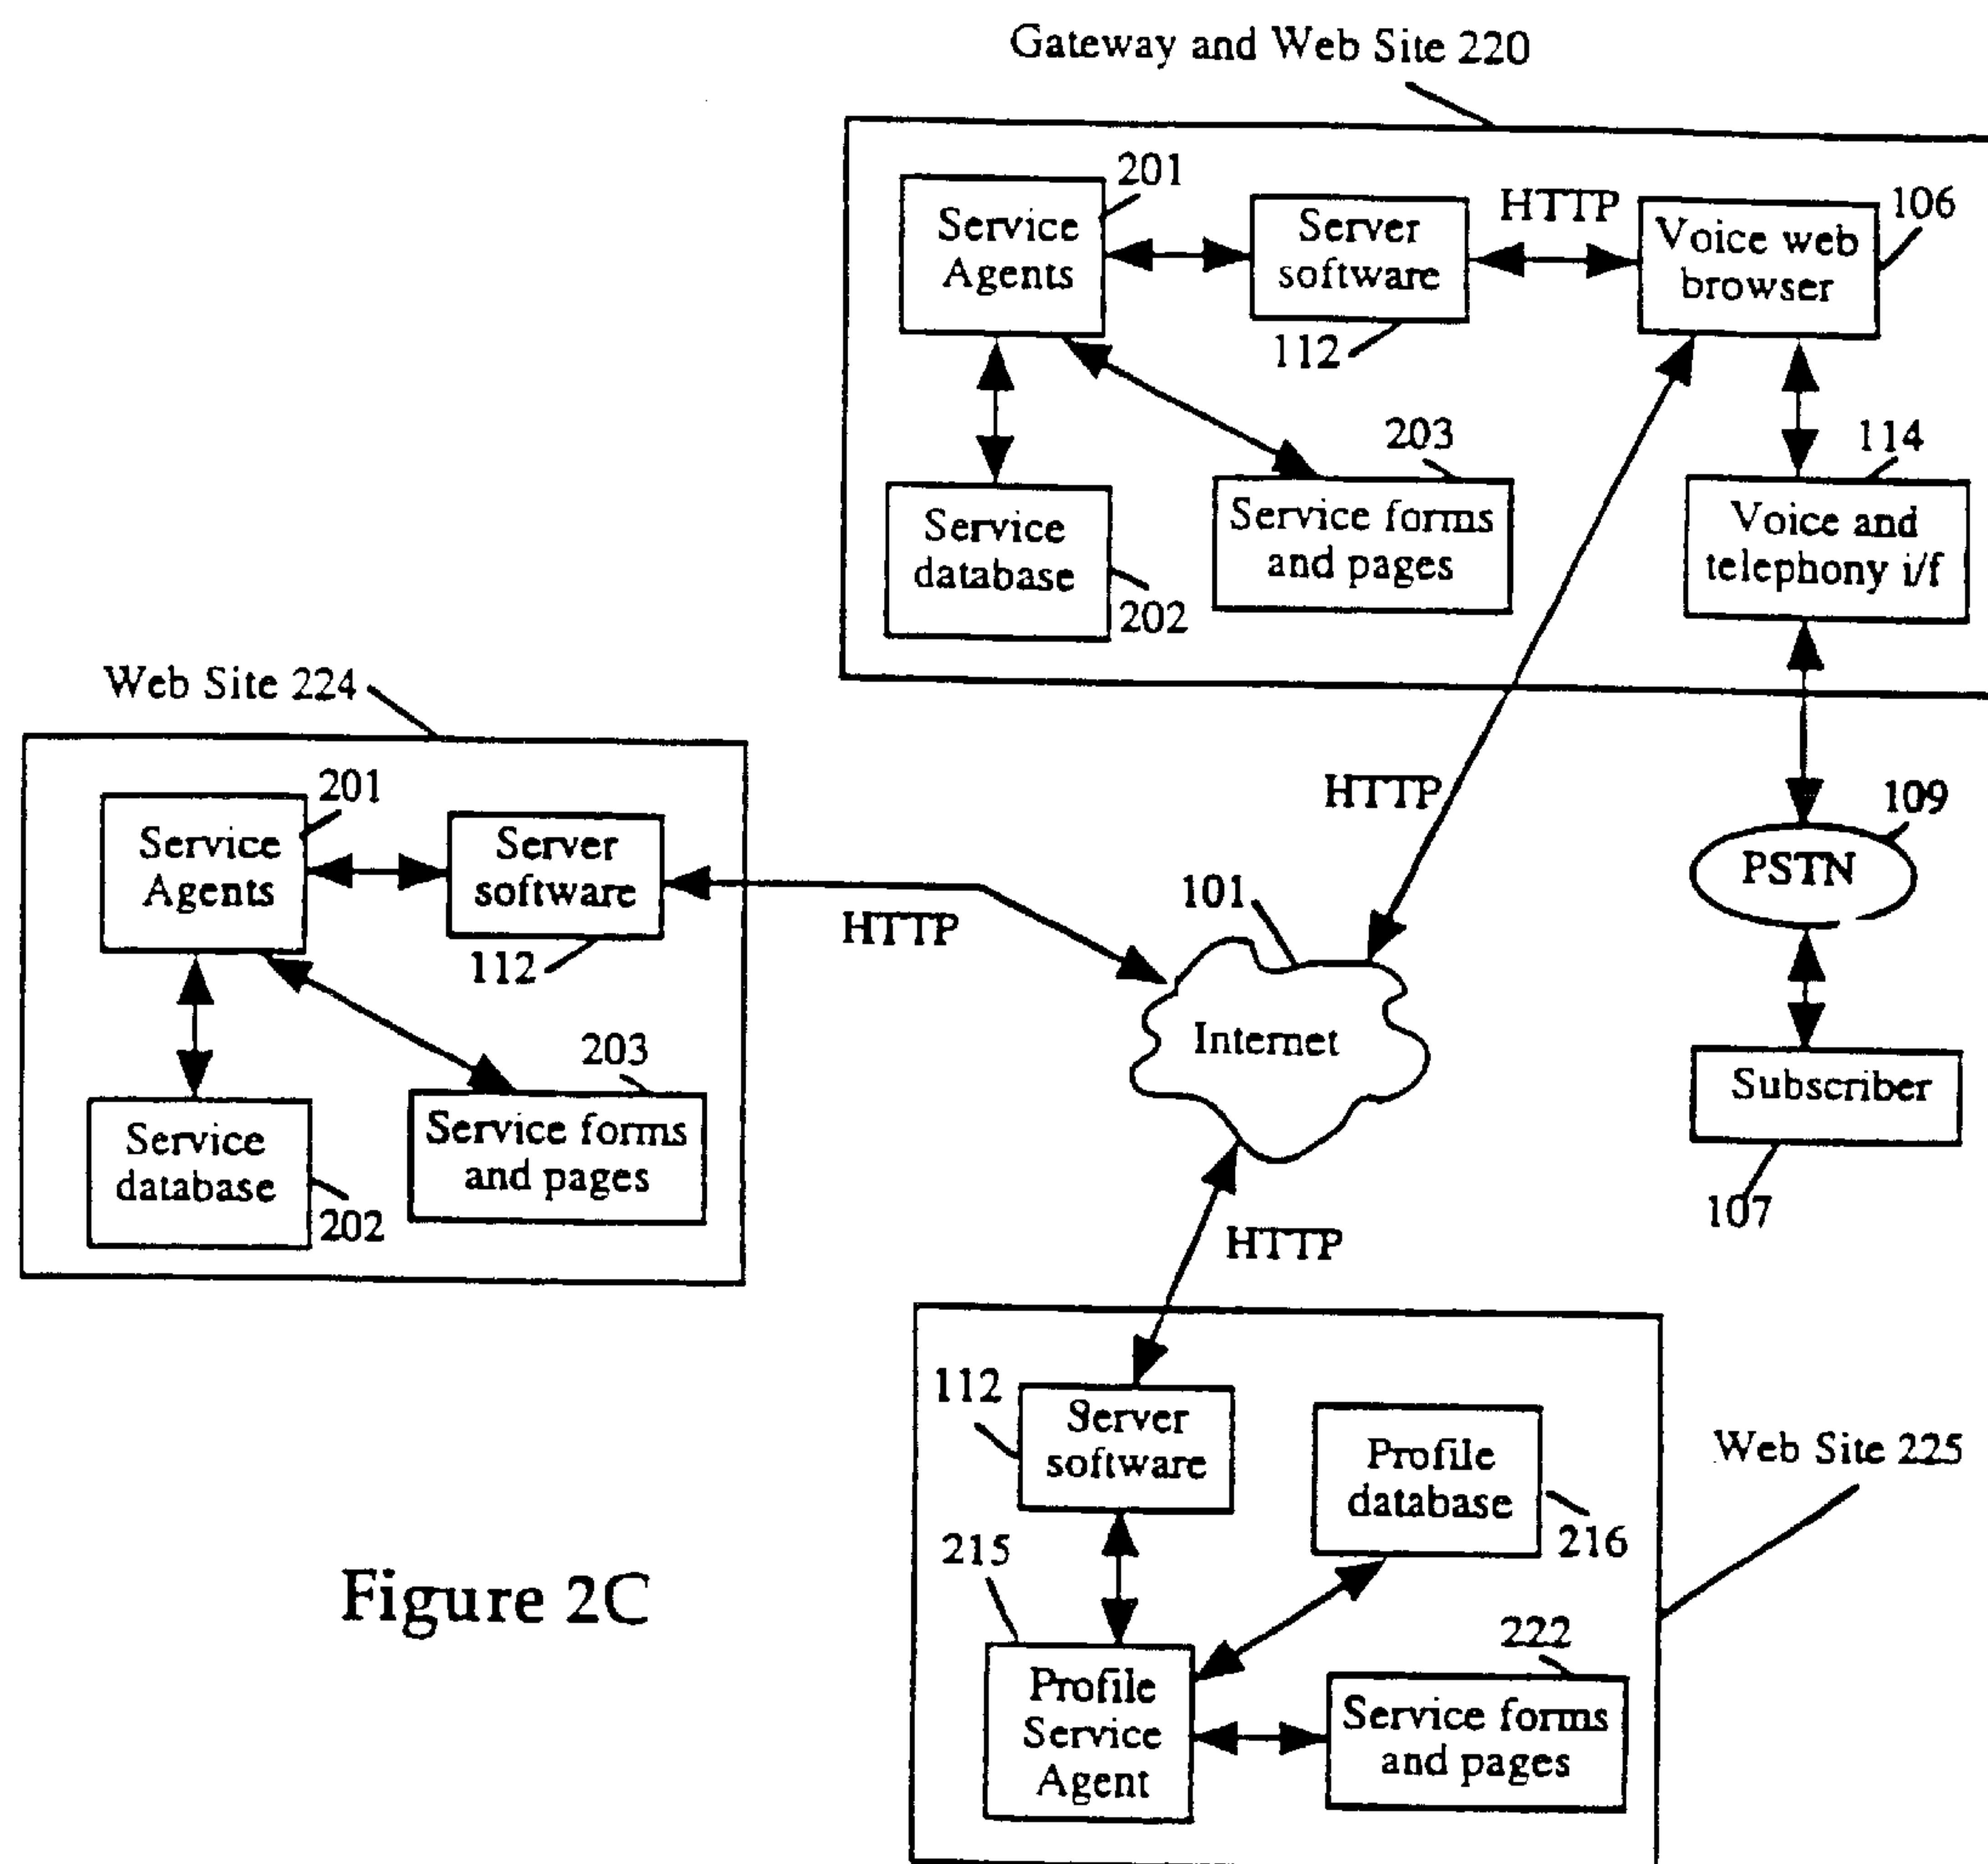 Gateway and Web Site 220
201
Service
Agents
Server
software
112
HTTP
Voice web
browser
106
203
114
Service
database
202
Service forms
and pages
Voice and
telephony i/f
Web Site 224
201
Service
Agents
Server
software
112
HTTP
HTTP
109
PSTN
101
Internet
203
Service
database
202
Service forms
and pages
Subscriber
107
HTTP
112
Server
software
Profile
database
216
Web Site 225
215
Profile
Service
Agent
222
Service forms
and pages
Figure 2C